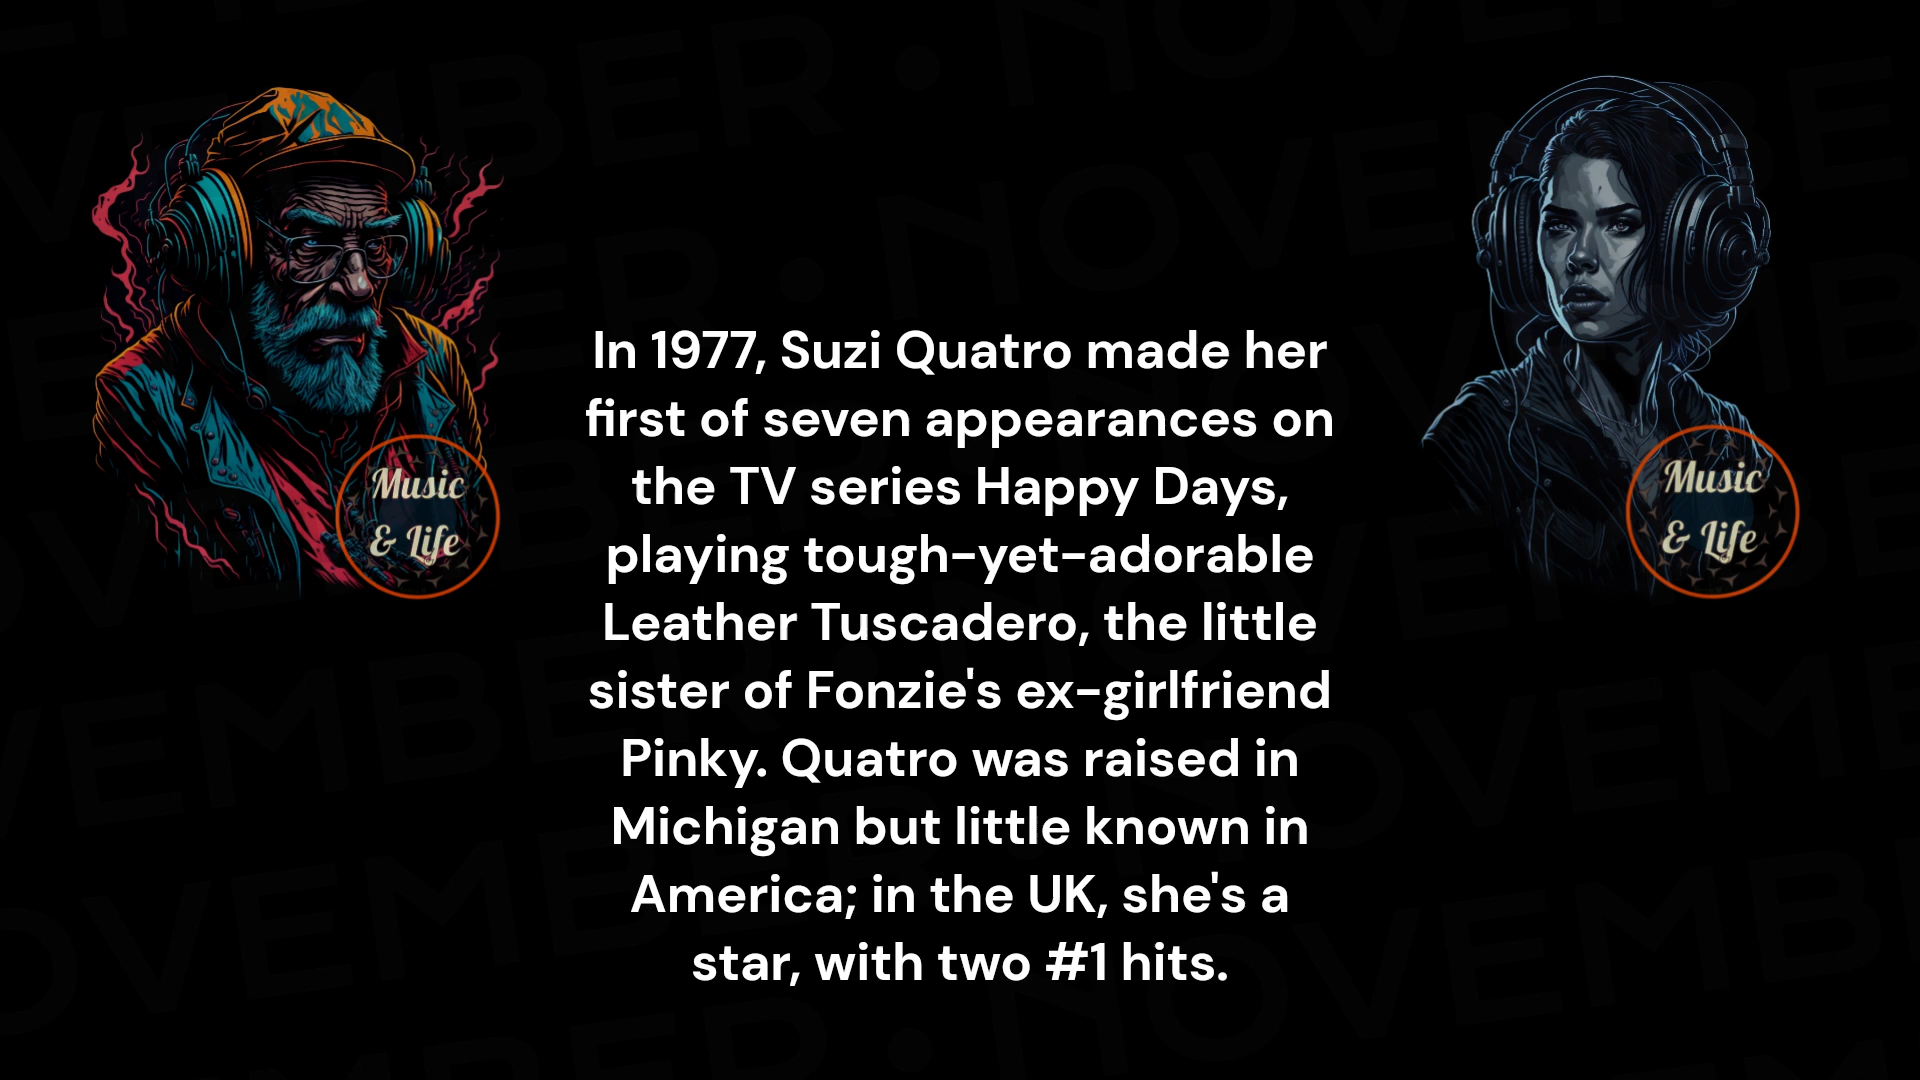 NOVEMBER • NOVEMBER
Music
& Life
Music
& Life
In 1977, Suzi Quatro made her
first of seven appearances on
the TV series Happy Days,
playing tough-yet-adorable
Leather Tuscadero, the little
sister of Fonzie's ex-girlfriend
Pinky. Quatro was raised in
Michigan but little known in
America; in the UK, she's a
star, with two #1 hits.